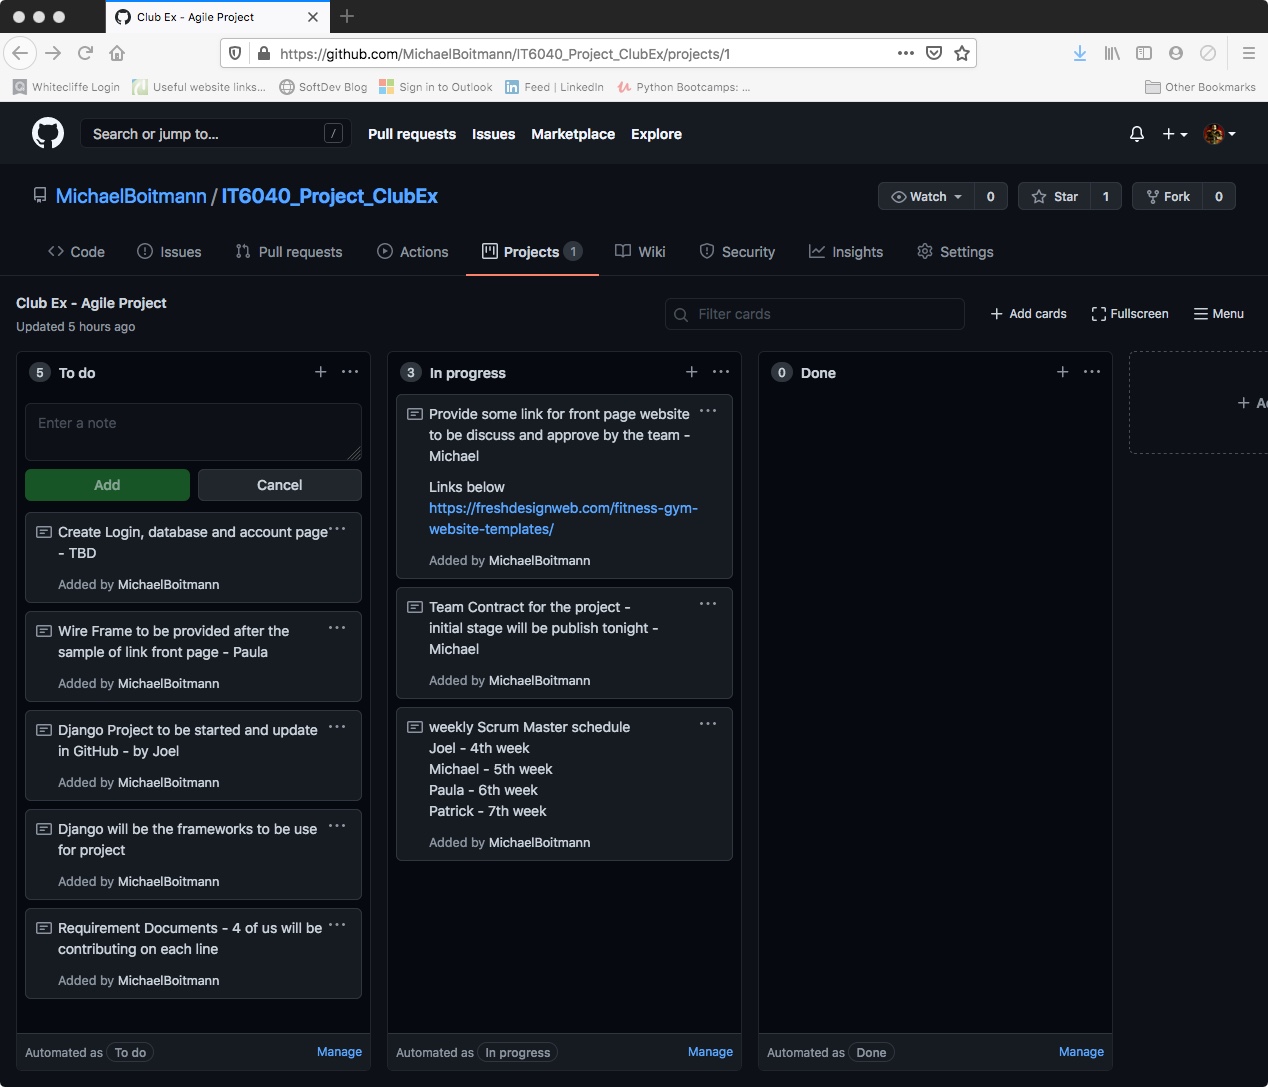 Club Ex - Agile Project
https://github.com/MichaelBoitmann/IT6040_Project_ClubEx/projects/1
Whitecliffe Login
Useful website links...
SoftDev Blog
Sign in to Outlook
Feed | LinkedIn
Python Bootcamps: ...
Other Bookmarks
Search or jump to...
/
Pull requests
Issues
Marketplace
Explore
MichaelBoitmann / IT6040_Project_ClubEx
Watch 0
Star 1
Fork 0
Code
Issues
Pull requests
Actions
Projects 1
Wiki
Security
Insights
Settings
Club Ex - Agile Project
Updated 5 hours ago
Filter cards
+ Add cards
Fullscreen
Menu
5 To do
Enter a note
Add
Cancel
Create Login, database and account page
- TBD
Added by MichaelBoitmann
Wire Frame to be provided after the
sample of link front page - Paula
Added by MichaelBoitmann
Django Project to be started and update
in GitHub - by Joel
Added by MichaelBoitmann
Django will be the frameworks to be use
for project
Added by MichaelBoitmann
Requirement Documents - 4 of us will be
contributing on each line
Added by MichaelBoitmann
Automated as To do
Manage
3 In progress
Provide some link for front page website
to be discuss and approve by the team -
Michael
Links below
https://freshdesignweb.com/fitness-gym-
website-templates/
Added by MichaelBoitmann
Team Contract for the project -
initial stage will be publish tonight -
Michael
Added by MichaelBoitmann
weekly Scrum Master schedule
Joel - 4th week
Michael - 5th week
Paula - 6th week
Patrick - 7th week
Added by MichaelBoitmann
Automated as In progress
Manage
0 Done
Automated as Done
Manage